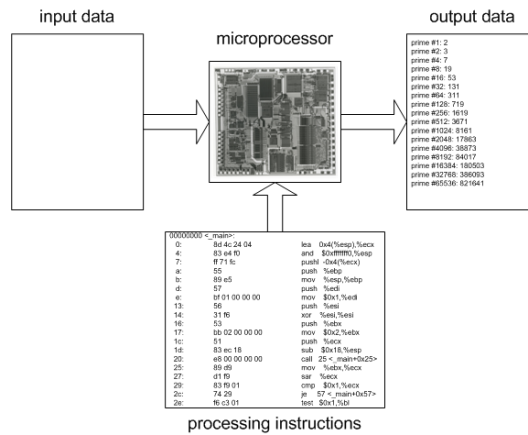 input data
microprocessor
output data
prime #1: 2
prime #2: 3
prime #4: 7
prime #8: 19
prime #16: 53
prime #32: 131
prime #64: 311
prime #128: 719
prime #256: 1619
prime #512: 3671
prime #1024: 8161
prime #2048: 17863
prime #4096: 38873
prime #8192: 84017
prime #16384: 180503
prime #32768: 386093
prime #65536: 821641
00000000 <_main>:
0: 8d 4c 24 04 lea 0x4(%esp),%ecx
4: 83 e4 f0 and $0xfffffff0,%esp
7: ff 71 fc pushl -0x4(%ecx)
a: 55 push %ebp
b: 89 e5 mov %esp,%ebp
d: 57 push %edi
e: bf 01 00 00 00 mov $0x1,%edi
13: 56 push %esi
14: 31 f6 xor %esi,%esi
16: 53 push %ebx
17: bb 02 00 00 00 mov $0x2,%ebx
1c: 51 push %ecx
1d: 83 ec 18 sub $0x18,%esp
20: e8 00 00 00 00 call 25 <_main+0x25>
25: 89 d9 mov %ebx,%ecx
27: d1 f9 sar %ecx
29: 83 f9 01 cmp $0x1,%ecx
2c: 74 29 je 57 <_main+0x57>
2e: f6 c3 01 test $0x1,%bl
processing instructions